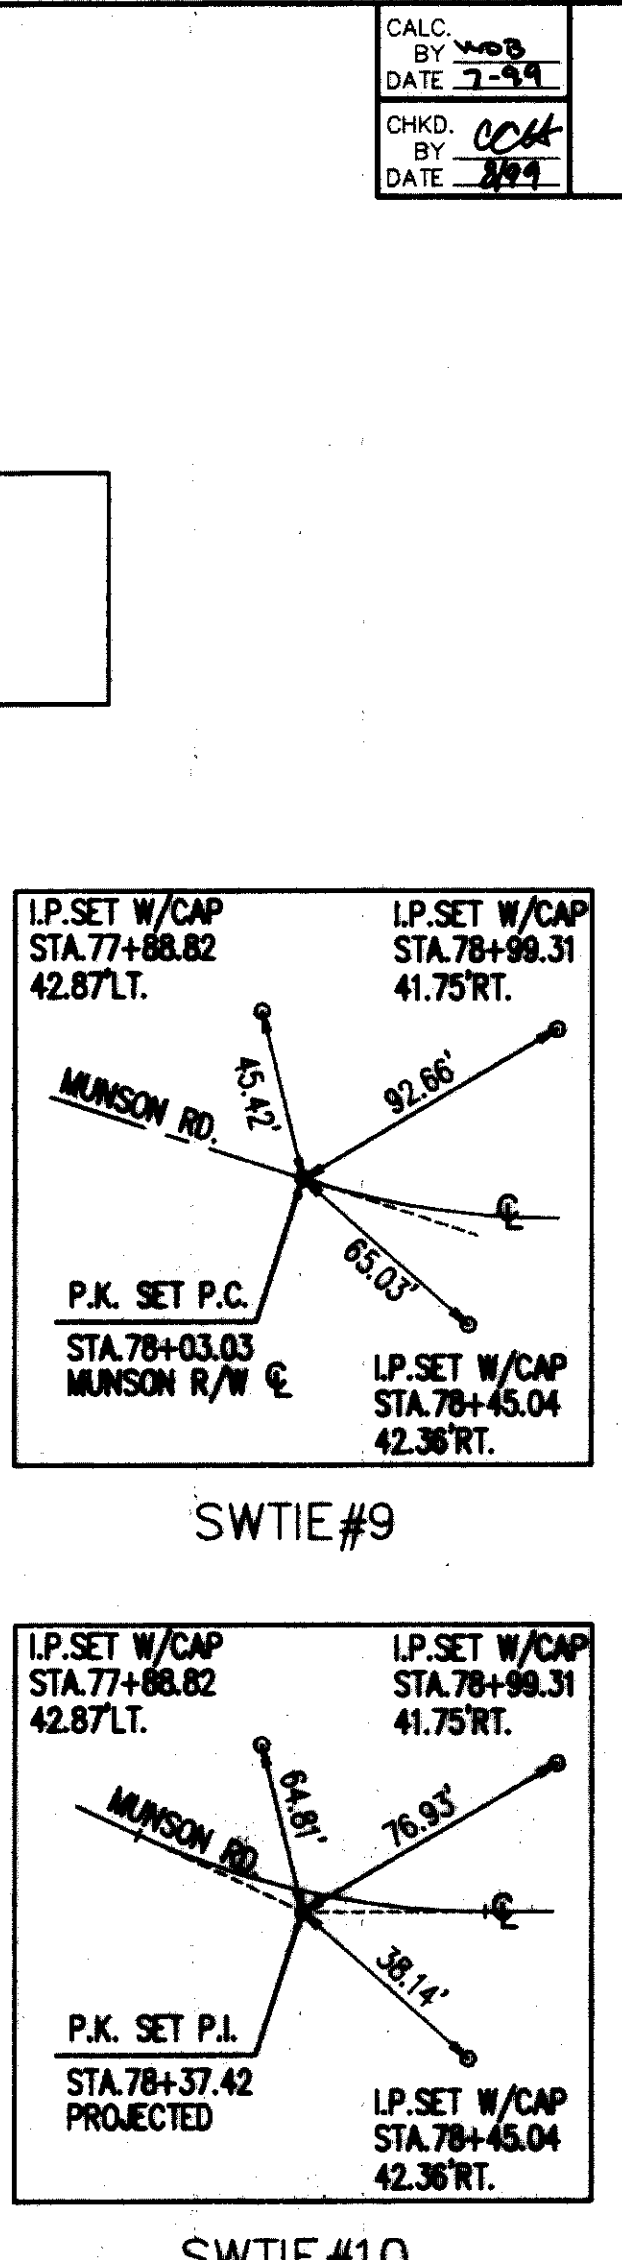 CALC.
BY WOB
DATE 7-99
CHKD.
BY CCH
DATE 8/99
I.P.SET W/CAP
STA.77+88.82
42.87'LT.
I.P.SET W/CAP
STA.78+99.31
41.75'RT.
MUNSON RD.
45.42'
92.66'
℄
65.03'
P.K. SET P.C.
STA.78+03.03
MUNSON R/W ℄
I.P.SET W/CAP
STA.78+45.04
42.36'RT.
SWTIE#9
I.P.SET W/CAP
STA.77+88.82
42.87'LT.
I.P.SET W/CAP
STA.78+99.31
41.75'RT.
MUNSON RD.
64.81'
76.93'
℄
38.14'
P.K. SET P.I.
STA.78+37.42
PROJECTED
I.P.SET W/CAP
STA.78+45.04
42.36'RT.
SWTIE#10